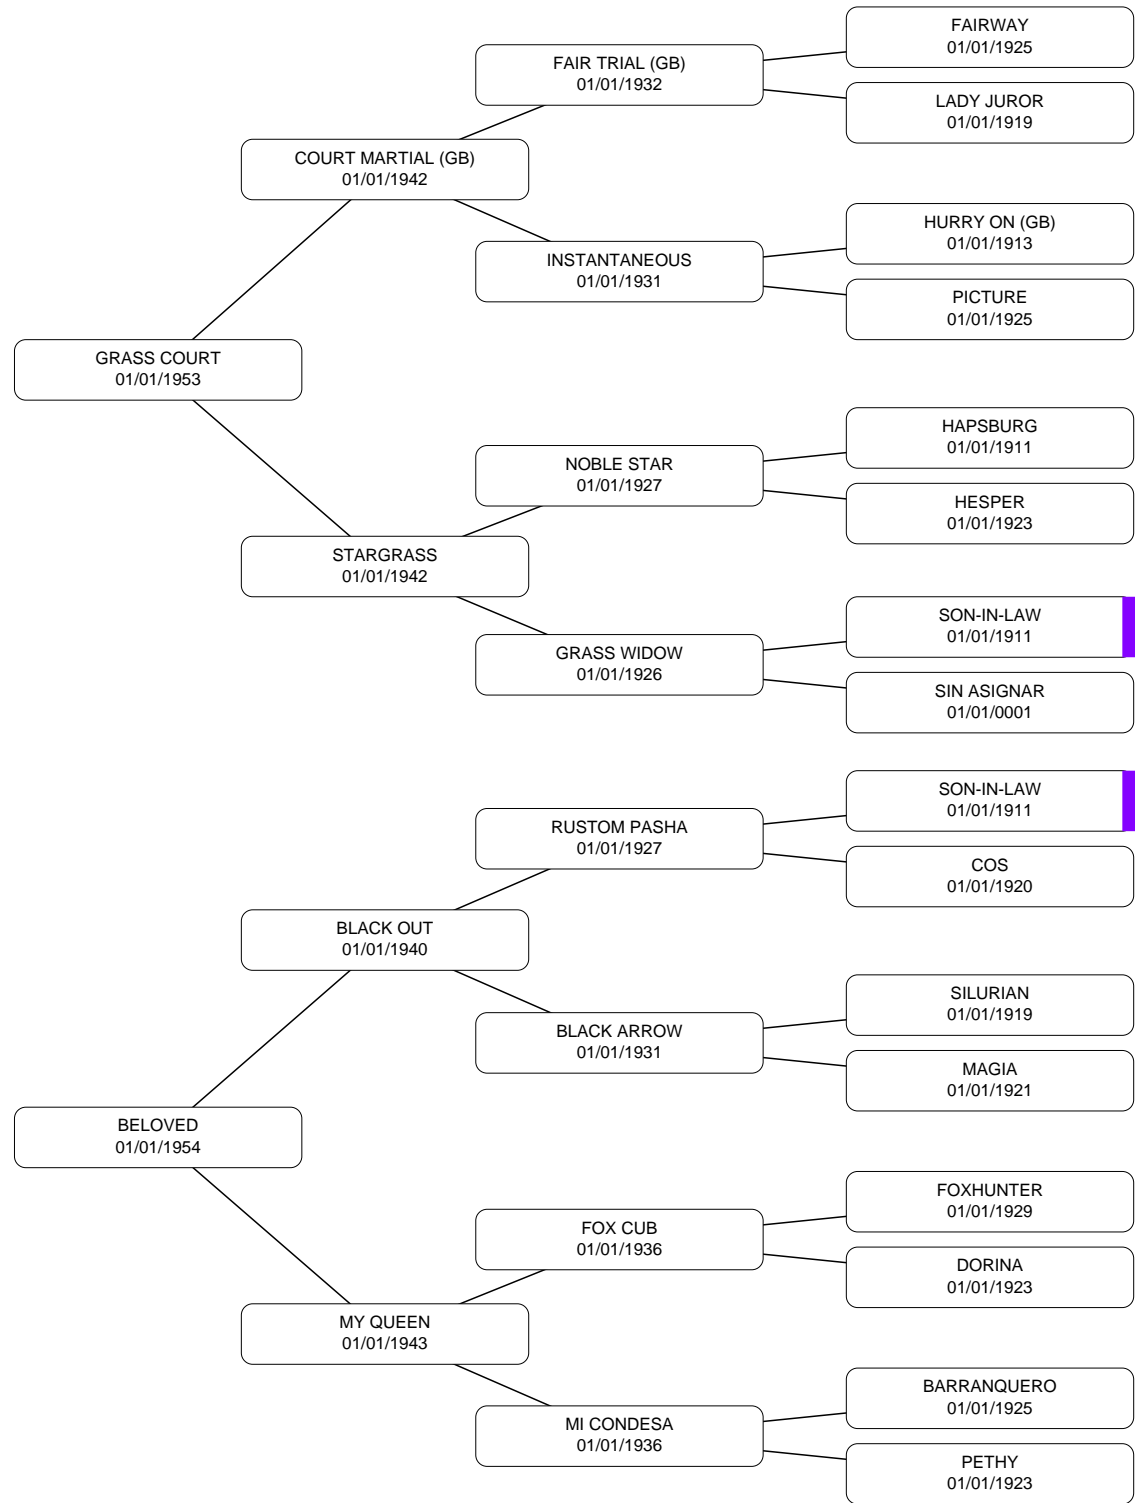 FAIRWAY
01/01/1925
FAIR TRIAL (GB)
01/01/1932
LADY JUROR
01/01/1919
COURT MARTIAL (GB)
01/01/1942
HURRY ON (GB)
01/01/1913
INSTANTANEOUS
01/01/1931
PICTURE
01/01/1925
GRASS COURT
01/01/1953
HAPSBURG
01/01/1911
NOBLE STAR
01/01/1927
HESPER
01/01/1923
STARGRASS
01/01/1942
SON-IN-LAW
01/01/1911
GRASS WIDOW
01/01/1926
SIN ASIGNAR
01/01/0001
SON-IN-LAW
01/01/1911
RUSTOM PASHA
01/01/1927
COS
01/01/1920
BLACK OUT
01/01/1940
SILURIAN
01/01/1919
BLACK ARROW
01/01/1931
MAGIA
01/01/1921
BELOVED
01/01/1954
FOXHUNTER
01/01/1929
FOX CUB
01/01/1936
DORINA
01/01/1923
MY QUEEN
01/01/1943
BARRANQUERO
01/01/1925
MI CONDESA
01/01/1936
PETHY
01/01/1923